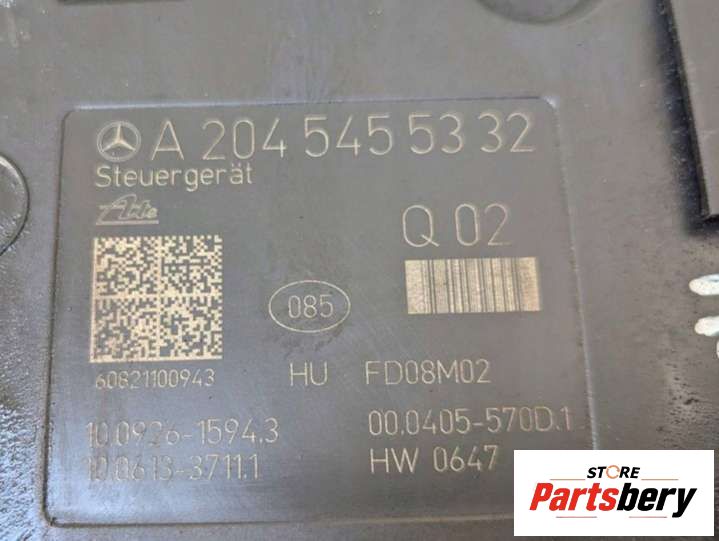 A 204 545 53 32
Steuergerät
Ate
Q 02
085
60821100943
HU FD08M02
10.0926-1594.3
00.0405-570D.1
10.0613-3711.1
HW 0647
STORE
Partsbery